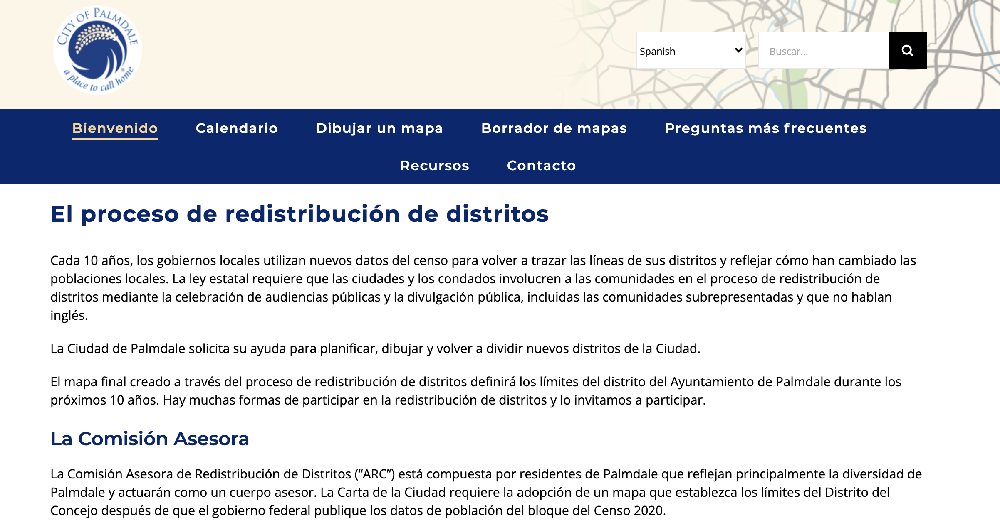 CITY OF PALMDALE
a place to call home
®
Spanish
Buscar...
Bienvenido
Calendario
Dibujar un mapa
Borrador de mapas
Preguntas más frecuentes
Recursos
Contacto
El proceso de redistribución de distritos
Cada 10 años, los gobiernos locales utilizan nuevos datos del censo para volver a trazar las líneas de sus distritos y reflejar cómo han cambiado las
poblaciones locales. La ley estatal requiere que las ciudades y los condados involucren a las comunidades en el proceso de redistribución de
distritos mediante la celebración de audiencias públicas y la divulgación pública, incluidas las comunidades subrepresentadas y que no hablan
inglés.
La Ciudad de Palmdale solicita su ayuda para planificar, dibujar y volver a dividir nuevos distritos de la Ciudad.
El mapa final creado a través del proceso de redistribución de distritos definirá los límites del distrito del Ayuntamiento de Palmdale durante los
próximos 10 años. Hay muchas formas de participar en la redistribución de distritos y lo invitamos a participar.
La Comisión Asesora
La Comisión Asesora de Redistribución de Distritos (“ARC”) está compuesta por residentes de Palmdale que reflejan principalmente la diversidad de
Palmdale y actuarán como un cuerpo asesor. La Carta de la Ciudad requiere la adopción de un mapa que establezca los límites del Distrito del
Concejo después de que el gobierno federal publique los datos de población del bloque del Censo 2020.